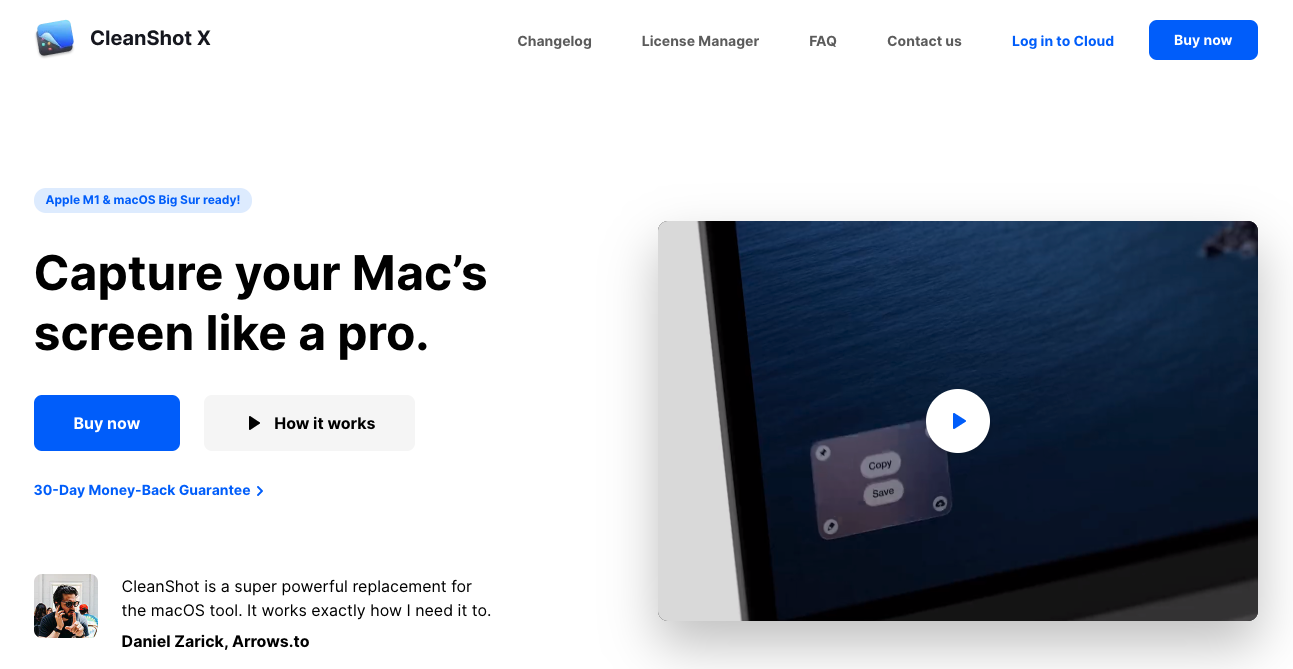 CleanShot X
Changelog
License Manager
FAQ
Contact us
Log in to Cloud
Buy now
Apple M1 & macOS Big Sur ready!
Capture your Mac’s
screen like a pro.
Buy now
How it works
30-Day Money-Back Guarantee
CleanShot is a super powerful replacement for
the macOS tool. It works exactly how I need it to.
Daniel Zarick, Arrows.to
Copy
Save